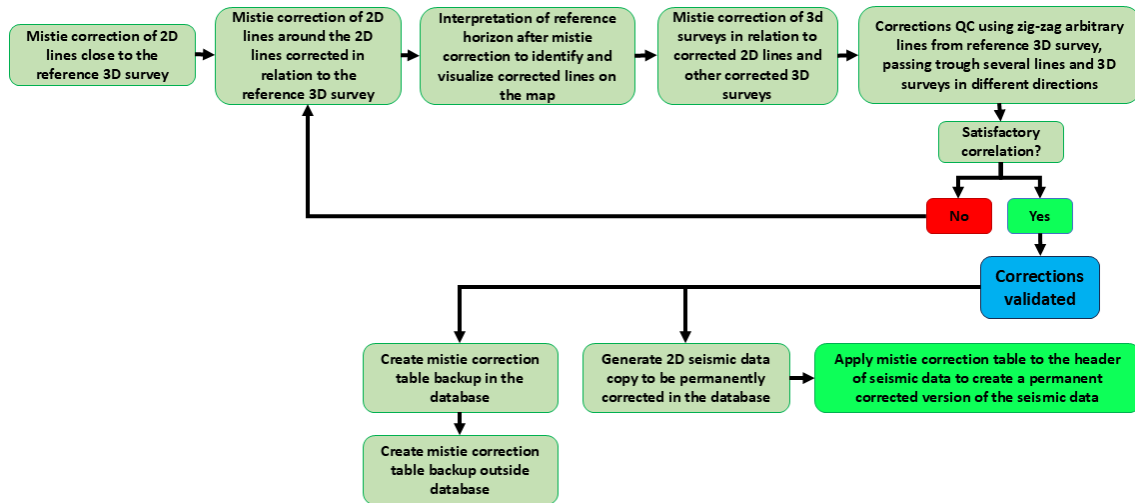 Mistie correction of 2D
lines close to the
reference 3D survey
Mistie correction of 2D
lines around the 2D
lines corrected in
relation to the
reference 3D survey
Interpretation of reference
horizon after mistie
correction to identify and
visualize corrected lines on
the map
Mistie correction of 3d
surveys in relation to
corrected 2D lines and
other corrected 3D
surveys
Corrections QC using zig-zag arbitrary
lines from reference 3D survey,
passing trough several lines and 3D
surveys in different directions
Satisfactory
correlation?
No
Yes
Corrections
validated
Create mistie correction
table backup in the
database
Generate 2D seismic data
copy to be permanently
corrected in the database
Apply mistie correction table to the header
of seismic data to create a permanent
corrected version of the seismic data
Create mistie correction
table backup outside
database